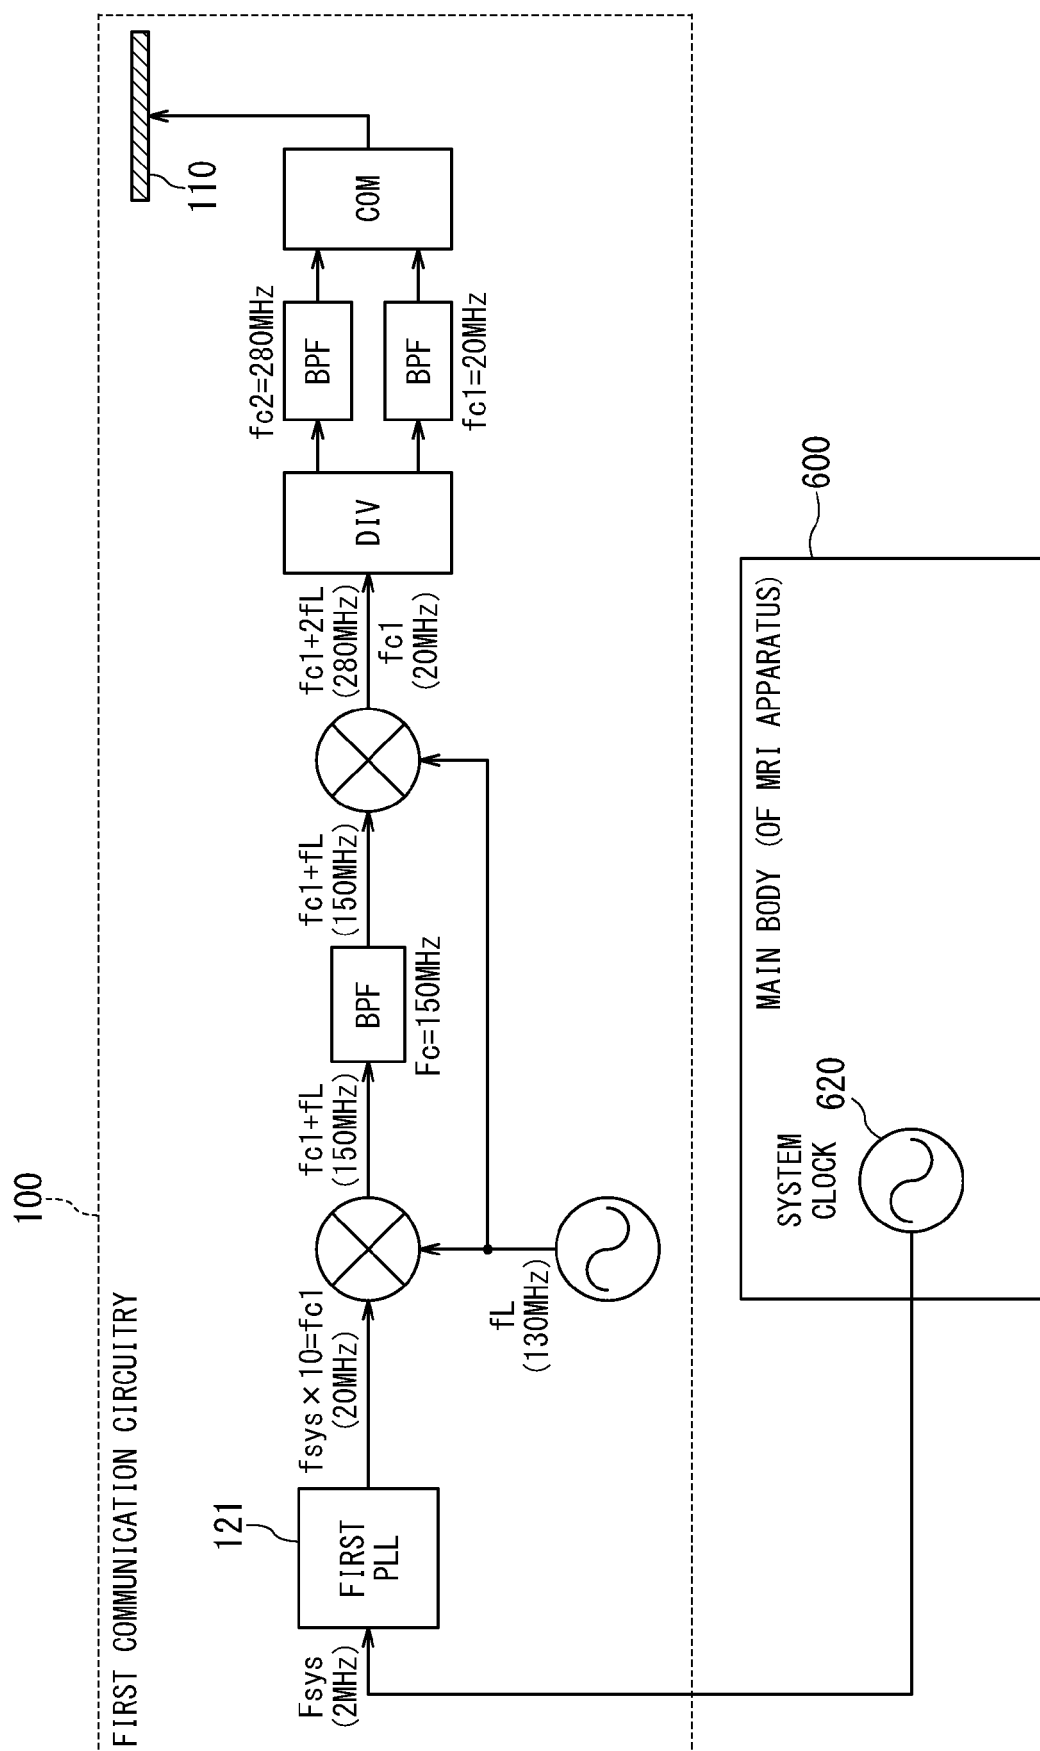 100
FIRST COMMUNICATION CIRCUITRY
110
121
Fsys
(2MHz)
FIRST
PLL
fsys×10=fc1
(20MHz)
fL
(130MHz)
fc1+fL
(150MHz)
BPF
Fc=150MHz
fc1+fL
(150MHz)
fc1+2fL
(280MHz)
fc1
(20MHz)
DIV
fc2=280MHz
BPF
BPF
fc1=20MHz
COM
600
MAIN BODY (OF MRI APPARATUS)
SYSTEM
CLOCK
620